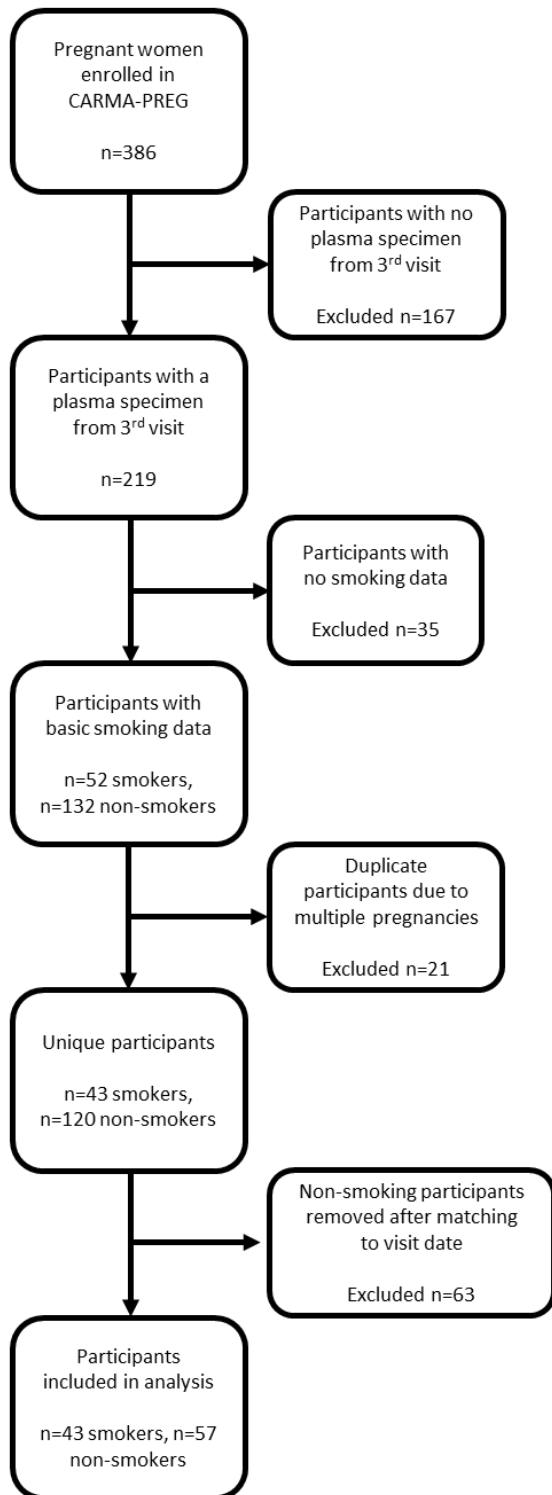 Pregnant women
enrolled in
CARMA-PREG
n=386
Participants with no
plasma specimen
from 3rd visit
Excluded n=167
Participants with a
plasma specimen
from 3rd visit
n=219
Participants with
no smoking data
Excluded n=35
Participants with
basic smoking data
n=52 smokers,
n=132 non-smokers
Duplicate
participants due to
multiple pregnancies
Excluded n=21
Unique participants
n=43 smokers,
n=120 non-smokers
Non-smoking participants
removed after matching
to visit date
Excluded n=63
Participants
included in analysis
n=43 smokers, n=57
non-smokers